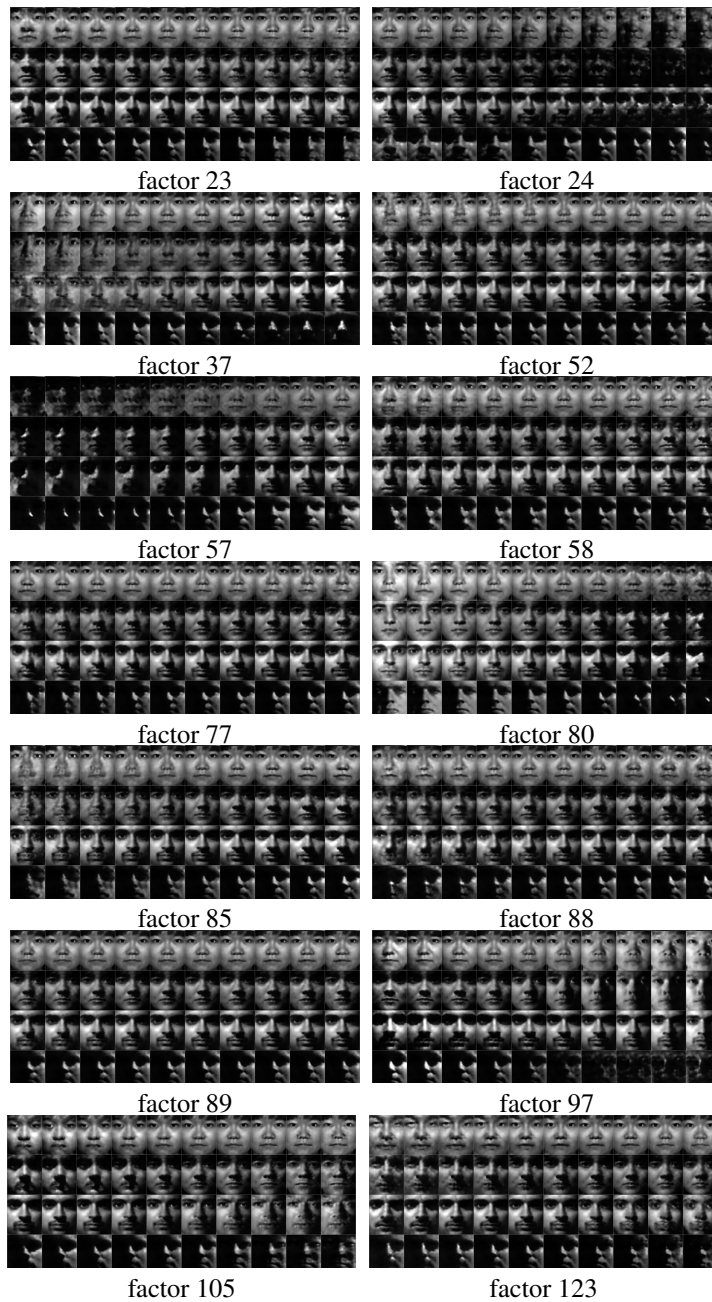 factor 23 factor 24
factor 37 factor 52
factor 57 factor 58
factor 77 factor 80
factor 85 factor 88
factor 89 factor 97
factor 105 factor 123